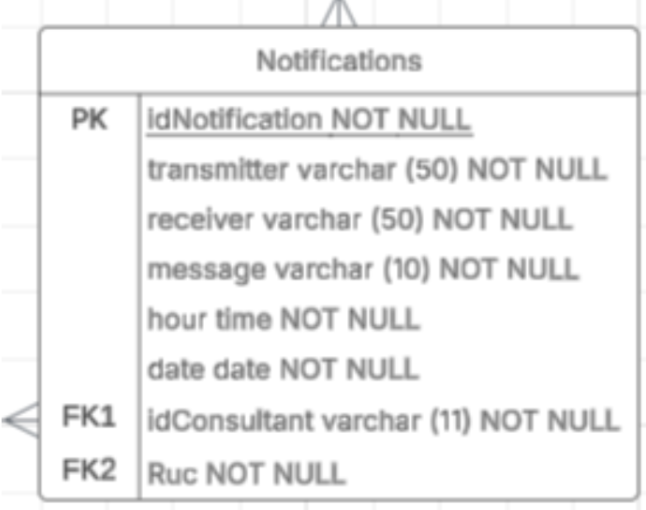 Notifications
PK idNotification NOT NULL
transmitter varchar (50) NOT NULL
receiver varchar (50) NOT NULL
message varchar (10) NOT NULL
hour time NOT NULL
date date NOT NULL
FK1 idConsultant varchar (11) NOT NULL
FK2 Ruc NOT NULL